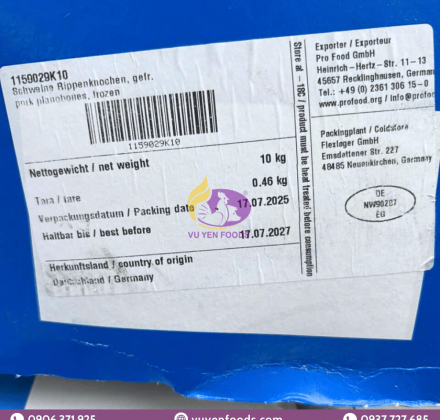 1159029K10
Schweine Rippenknochen, gefr.
pork planobones, frozen
1159029K10
Nettogewicht / net weight 10 kg
Tara / tare 0.46 kg
Verpackungsdatum / Packing date 17.07.2025
Haltbar bis / best before 17.07.2027
Herkunftsland / country of origin
Deutschland / Germany
Store at -18C / product must be heat treated before consumption
Exporter / Exporteur
Pro Food GmbH
Heinrich-Hertz-Str. 11-13
45657 Recklinghausen, German
Tel.: +49 (0) 2361 306 15-0
www.profood.org / info@profoo
Packingplant / Coldstore
Flexlager GmbH
Emsdettener Str. 227
48485 Neuenkirchen, Germany
DE
NW90207
EG
VU YEN FOODS
0906.371.925
vuyenfoods.com
0937.727.685